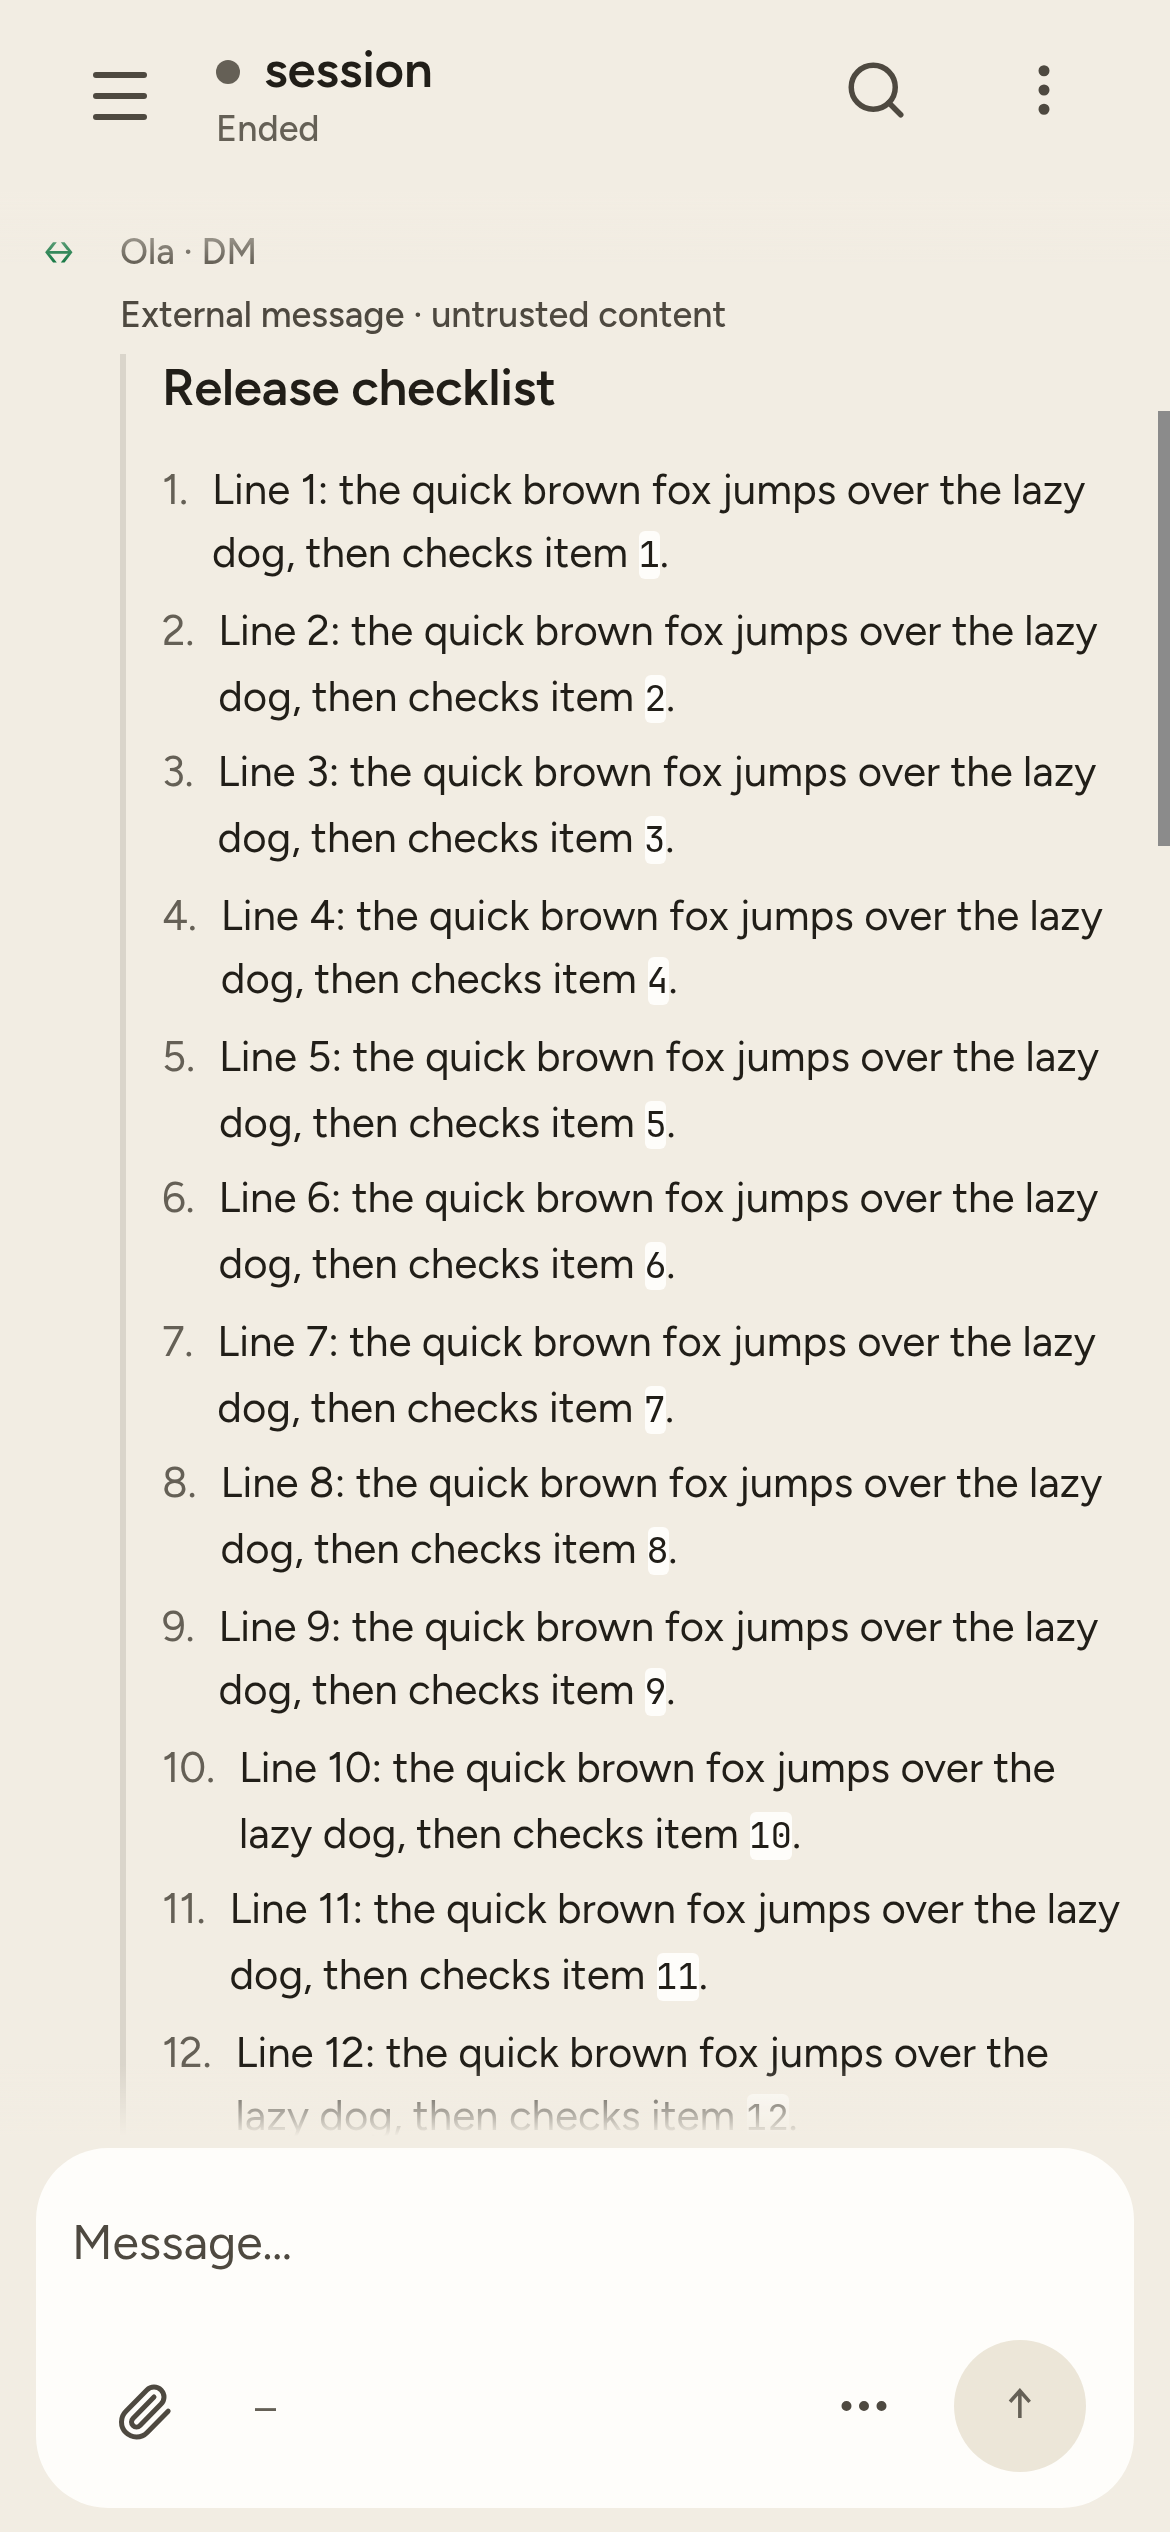 session
Ended
Ola · DM
External message · untrusted content
Release checklist
1. Line 1: the quick brown fox jumps over the lazy
dog, then checks item 1.
2. Line 2: the quick brown fox jumps over the lazy
dog, then checks item 2.
3. Line 3: the quick brown fox jumps over the lazy
dog, then checks item 3.
4. Line 4: the quick brown fox jumps over the lazy
dog, then checks item 4.
5. Line 5: the quick brown fox jumps over the lazy
dog, then checks item 5.
6. Line 6: the quick brown fox jumps over the lazy
dog, then checks item 6.
7. Line 7: the quick brown fox jumps over the lazy
dog, then checks item 7.
8. Line 8: the quick brown fox jumps over the lazy
dog, then checks item 8.
9. Line 9: the quick brown fox jumps over the lazy
dog, then checks item 9.
10. Line 10: the quick brown fox jumps over the
lazy dog, then checks item 10.
11. Line 11: the quick brown fox jumps over the lazy
dog, then checks item 11.
12. Line 12: the quick brown fox jumps over the
lazy dog, then checks item 12.
Message...
–